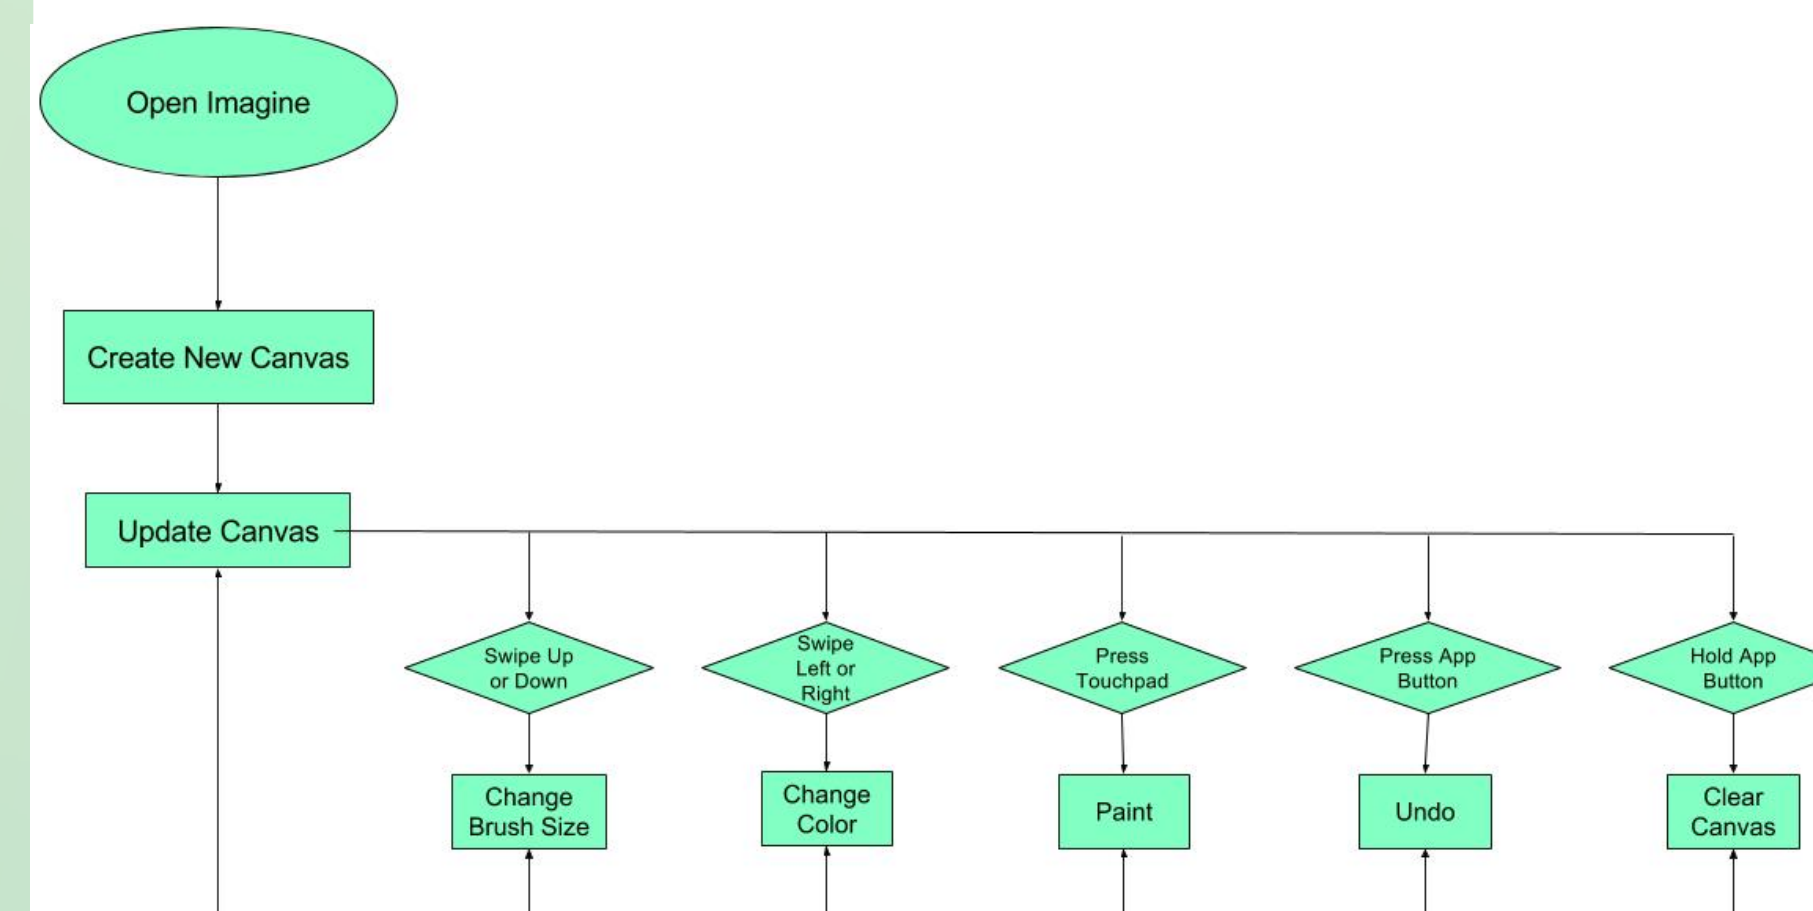 Open Imagine
Create New Canvas
Update Canvas
Swipe Up
or Down
Swipe
Left or
Right
Press
Touchpad
Press App
Button
Hold App
Button
Change
Brush Size
Change
Color
Paint
Undo
Clear
Canvas